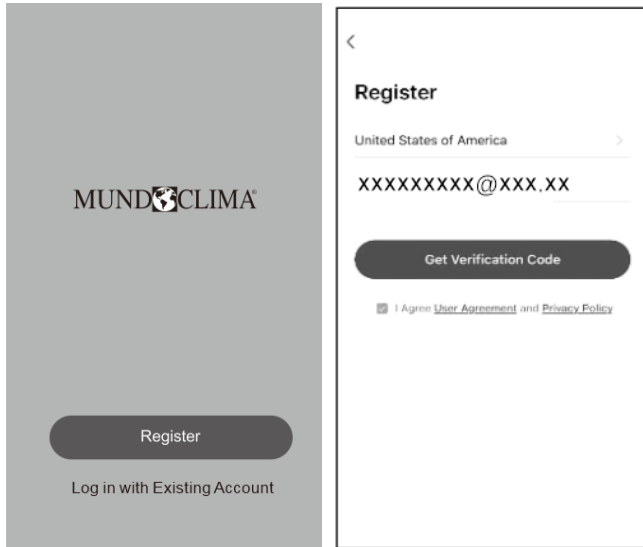 MUNDOCLIMA®
Register
Log in with Existing Account
Register
United States of America
xxxxxxxxx@xxx.xx
Get Verification Code
I Agree User Agreement and Privacy Policy